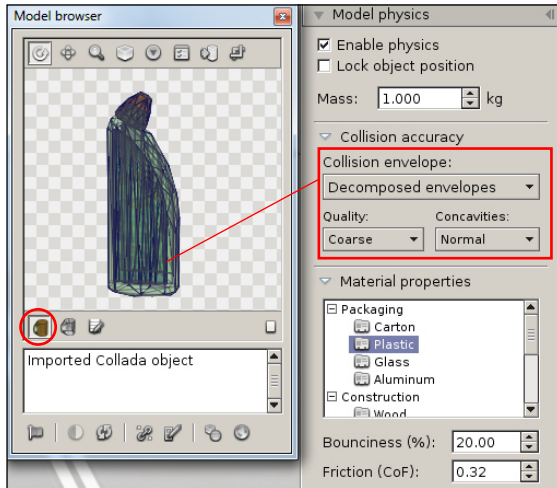 Model browser
Imported Collada object
Model physics
Enable physics
Lock object position
Mass: 1.000 kg
Collision accuracy
Collision envelope:
Decomposed envelopes
Quality: Concavities:
Coarse Normal
Material properties
Packaging
Carton
Plastic
Glass
Aluminum
Construction
Wood
Bounciness (%): 20.00
Friction (CoF): 0.32